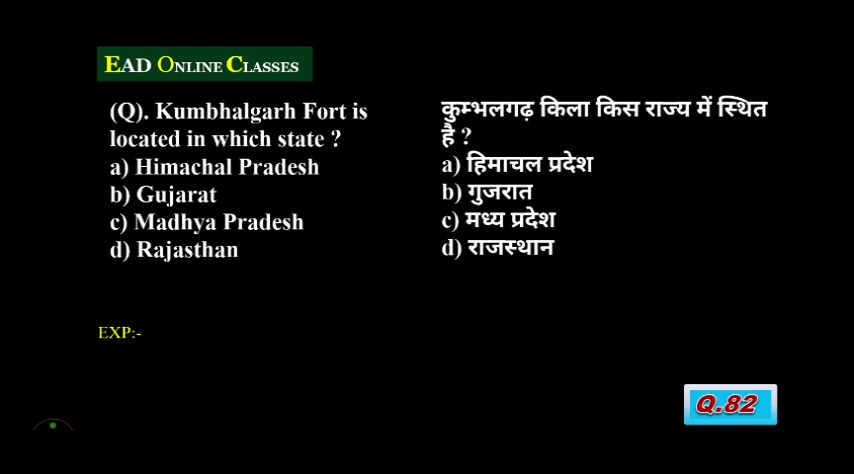 EAD ONLINE CLASSES
(Q). Kumbhalgarh Fort is
located in which state ?
a) Himachal Pradesh
b) Gujarat
c) Madhya Pradesh
d) Rajasthan
कुम्भलगढ़ किला किस राज्य में स्थित
है ?
a) हिमाचल प्रदेश
b) गुजरात
c) मध्य प्रदेश
d) राजस्थान
EXP:-
Q.82